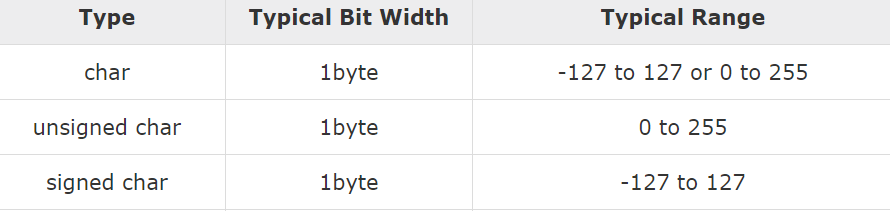 Type Typical Bit Width Typical Range
char 1byte -127 to 127 or 0 to 255
unsigned char 1byte 0 to 255
signed char 1byte -127 to 127